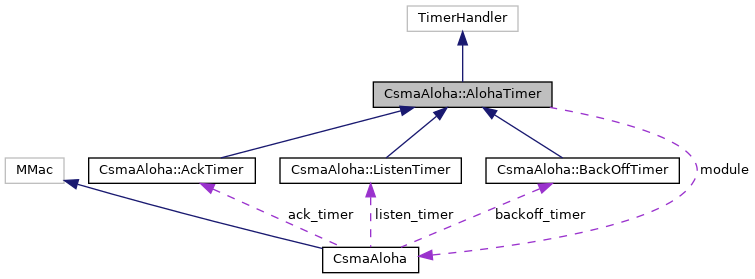 TimerHandler
CsmaAloha::AlohaTimer
MMac
CsmaAloha::AckTimer
CsmaAloha::ListenTimer
CsmaAloha::BackOffTimer
module
ack_timer
listen_timer
backoff_timer
CsmaAloha